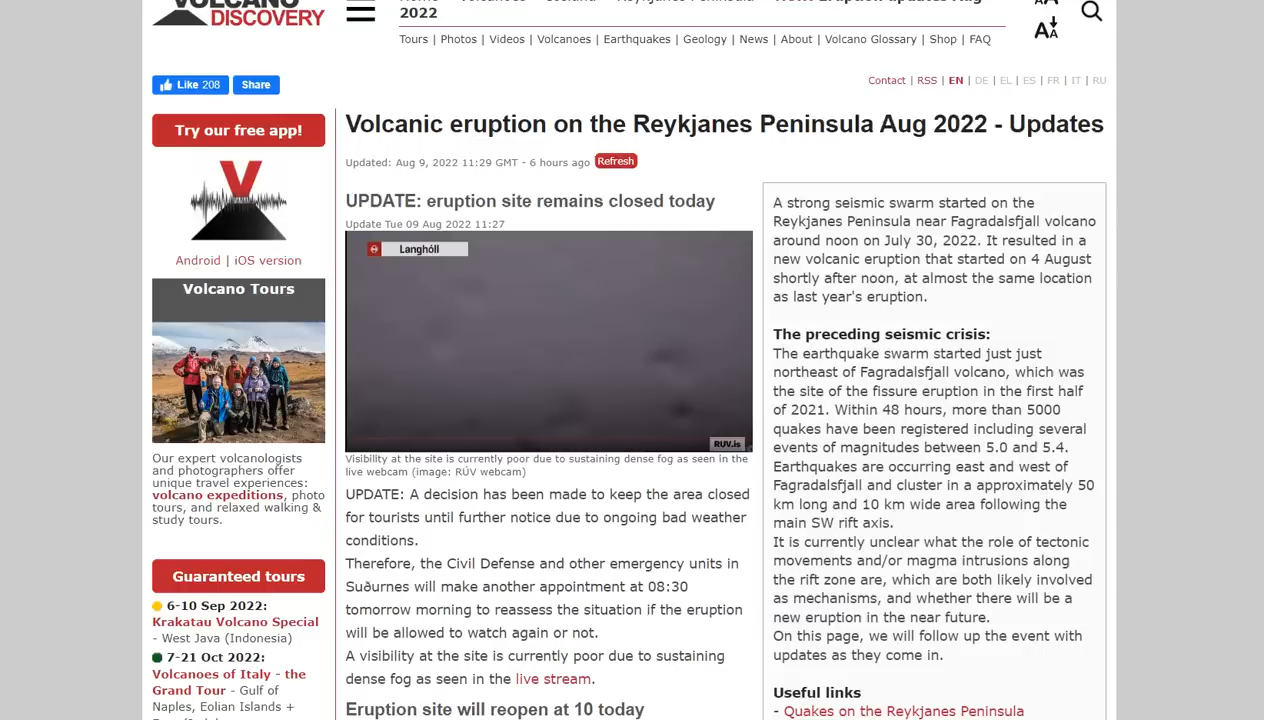 VOLCANO
DISCOVERY
2022
Tours | Photos | Videos | Volcanoes | Earthquakes | Geology | News | About | Volcano Glossary | Shop | FAQ
Like 208
Share
Contact | RSS | EN | DE | EL | ES | FR | IT | RU
Try our free app!
Android | iOS version
Volcano Tours
Our expert volcanologists
and photographers offer
unique travel experiences:
volcano expeditions, photo
tours, and relaxed walking &
study tours.
Guaranteed tours
6-10 Sep 2022:
Krakatau Volcano Special
- West Java (Indonesia)
7-21 Oct 2022:
Volcanoes of Italy - the
Grand Tour - Gulf of
Naples, Eolian Islands +
Volcanic eruption on the Reykjanes Peninsula Aug 2022 - Updates
Updated: Aug 9, 2022 11:29 GMT - 6 hours ago Refresh
UPDATE: eruption site remains closed today
Update Tue 09 Aug 2022 11:27
Langhóll
RUV.is
Visibility at the site is currently poor due to sustaining dense fog as seen in the
live webcam (image: RÚV webcam)
UPDATE: A decision has been made to keep the area closed
for tourists until further notice due to ongoing bad weather
conditions.
Therefore, the Civil Defense and other emergency units in
Suðurnes will make another appointment at 08:30
tomorrow morning to reassess the situation if the eruption
will be allowed to watch again or not.
A visibility at the site is currently poor due to sustaining
dense fog as seen in the live stream.
Eruption site will reopen at 10 today
A strong seismic swarm started on the
Reykjanes Peninsula near Fagradalsfjall volcano
around noon on July 30, 2022. It resulted in a
new volcanic eruption that started on 4 August
shortly after noon, at almost the same location
as last year's eruption.
The preceding seismic crisis:
The earthquake swarm started just just
northeast of Fagradalsfjall volcano, which was
the site of the fissure eruption in the first half
of 2021. Within 48 hours, more than 5000
quakes have been registered including several
events of magnitudes between 5.0 and 5.4.
Earthquakes are occurring east and west of
Fagradalsfjall and cluster in a approximately 50
km long and 10 km wide area following the
main SW rift axis.
It is currently unclear what the role of tectonic
movements and/or magma intrusions along
the rift zone are, which are both likely involved
as mechanisms, and whether there will be a
new eruption in the near future.
On this page, we will follow up the event with
updates as they come in.
Useful links
- Quakes on the Reykjanes Peninsula